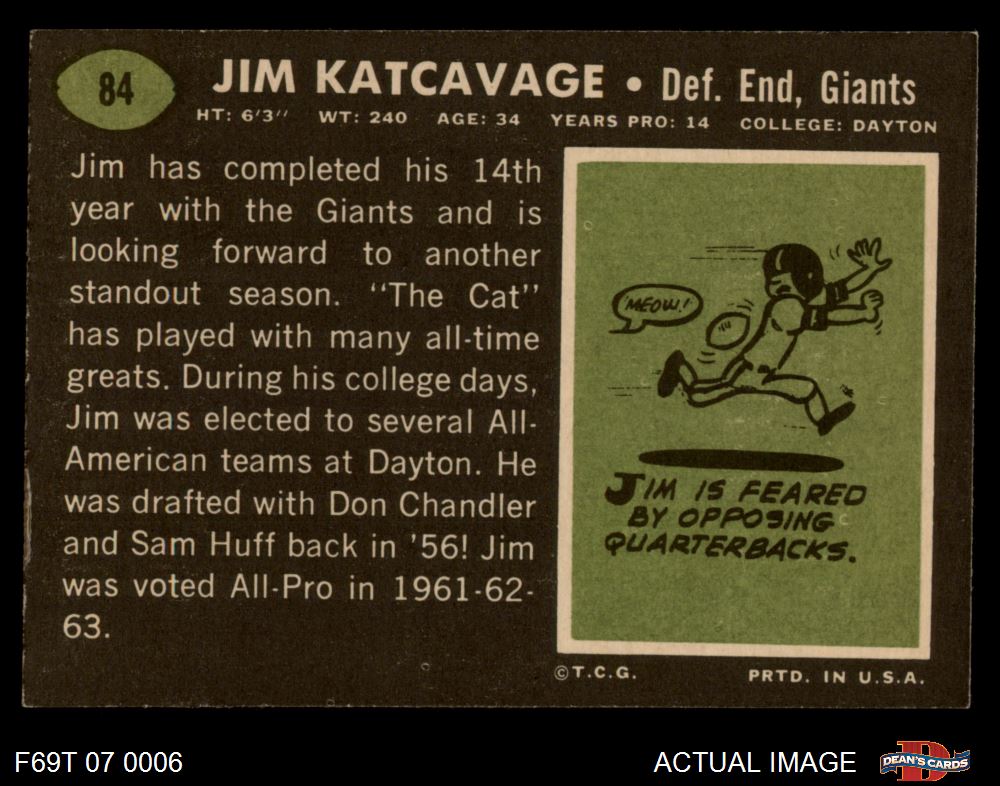 84
JIM KATCAVAGE • Def. End, Giants
HT: 6'3" WT: 240 AGE: 34 YEARS PRO: 14 COLLEGE: DAYTON
Jim has completed his 14th
year with the Giants and is
looking forward to another
standout season. "The Cat"
has played with many all-time
greats. During his college days,
Jim was elected to several All-
American teams at Dayton. He
was drafted with Don Chandler
and Sam Huff back in '56! Jim
was voted All-Pro in 1961-62-
63.
MEOW!
JIM IS FEARED
BY OPPOSING
QUARTERBACKS.
©T.C.G. PRTD. IN U.S.A.
F69T 07 0006 ACTUAL IMAGE D DEAN'S CARDS